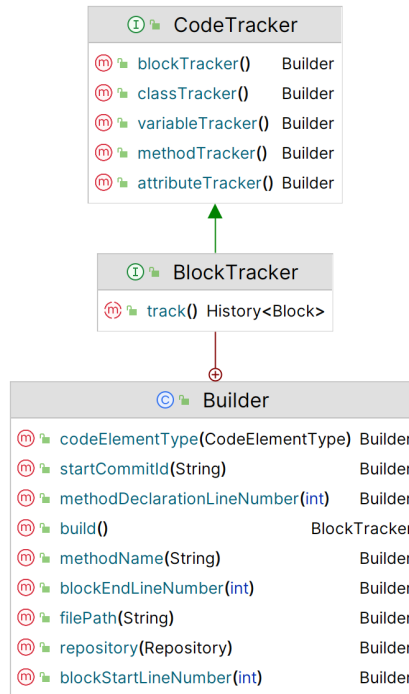 CodeTracker
blockTracker() Builder
classTracker() Builder
variableTracker() Builder
methodTracker() Builder
attributeTracker() Builder
BlockTracker
track() History<Block>
Builder
codeElementType(CodeElementType) Builder
startCommitId(String) Builder
methodDeclarationLineNumber(int) Builder
build() BlockTracker
methodName(String) Builder
blockEndLineNumber(int) Builder
filePath(String) Builder
repository(Repository) Builder
blockStartLineNumber(int) Builder